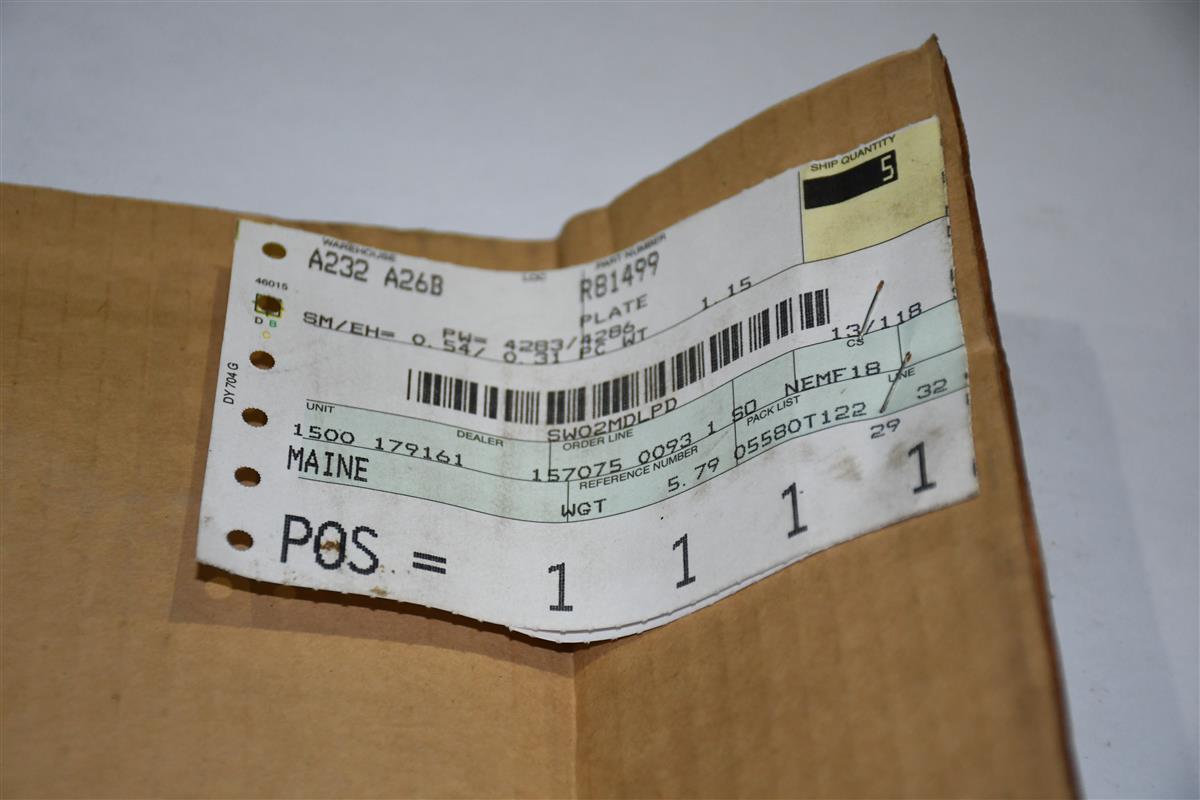 WAREHOUSE LOC PART NUMBER SHIP QUANTITY
A232 A26B R81499 5
46015
D B
C
PLATE 1.15
PW= 4283/4286
SM/EH= 0.54/ 0.31 PC WT
13/118
CS
DY 704 G
SW02MDLPD SO NEMF18
UNIT DEALER ORDER LINE PACK LIST LINE
1500 179161 157075 0093 1 05580T122 32
MAINE REFERENCE NUMBER 29
WGT 5.79
POS = 1 1 1 1